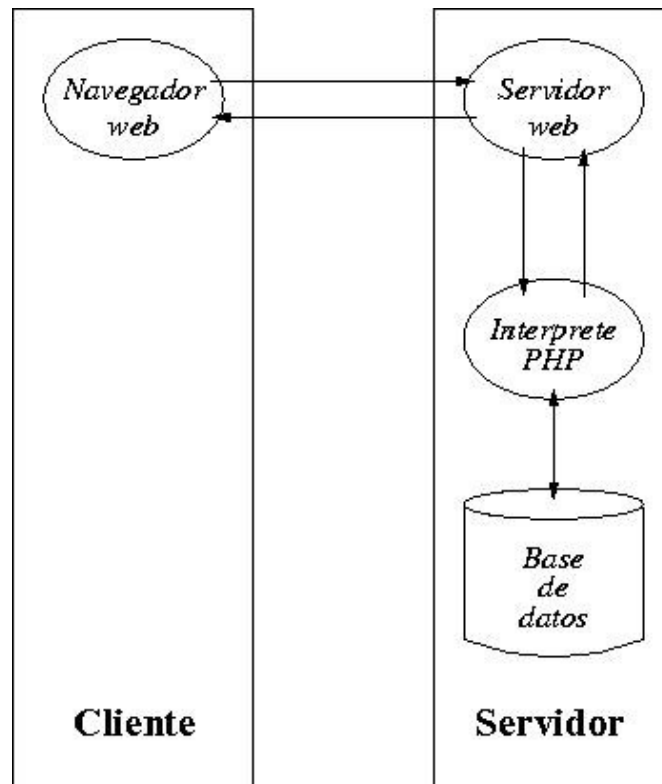 Navegador
web
Servidor
web
Interprete
PHP
Base
de
datos
Cliente
Servidor